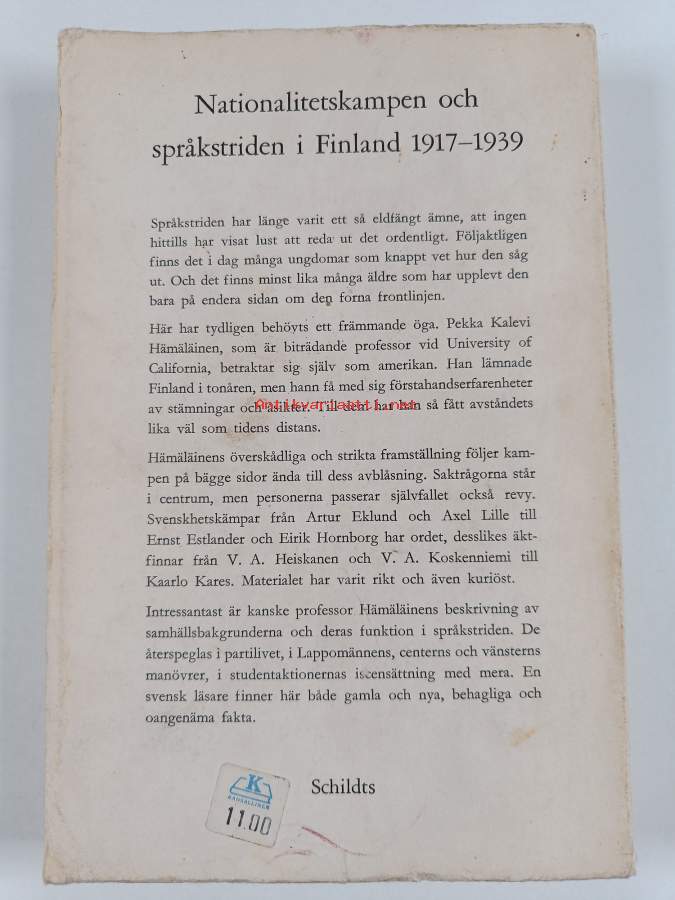 Nationalitetskampen och
språkstriden i Finland 1917–1939
Språkstriden har länge varit ett så eldfängt ämne, att ingen
hittills har visat lust att reda ut det ordentligt. Följaktligen
finns det i dag många ungdomar som knappt vet hur den såg
ut. Och det finns minst lika många äldre som har upplevt den
bara på endera sidan om den forna frontlinjen.
Här har tydligen behövts ett främmande öga. Pekka Kalevi
Hämäläinen, som är biträdande professor vid University of
California, betraktar sig själv som amerikan. Han lämnade
Finland i tonåren, men hann få med sig förstahandserfarenheter
av stämningar och åsikter. Till dem har han så fått avståndets
lika väl som tidens distans.
Hämäläinens överskådliga och strikta framställning följer kam-
pen på bägge sidor ända till dess avblåsning. Sakfrågorna står
i centrum, men personerna passerar självfallet också revy.
Svenskhetskämpar från Artur Eklund och Axel Lille till
Ernst Estlander och Eirik Hornborg har ordet, desslikes äkt-
finnar från V. A. Heiskanen och V. A. Koskenniemi till
Kaarlo Kares. Materialet har varit rikt och även kuriöst.
Intressantast är kanske professor Hämäläinens beskrivning av
samhällsbakgrunderna och deras funktion i språkstriden. De
återspeglas i partilivet, i Lappomännens, centerns och vänsterns
manövrer, i studentaktionernas iscensättning med mera. En
svensk läsare finner här både gamla och nya, behagliga och
oangenäma fakta.
Schildts
K
KANSALLINEN
11.00
Antikvariaatti.net